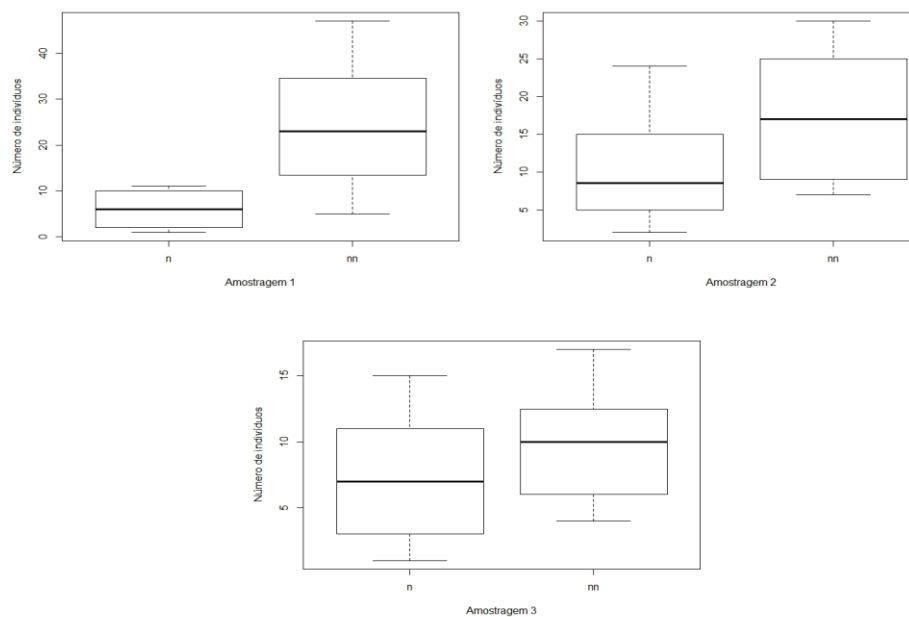 Número de indivíduos
40
30
20
10
0
n
nn
Amostragem 1
Número de indivíduos
30
25
20
15
10
5
n
nn
Amostragem 2
Número de indivíduos
15
10
5
n
nn
Amostragem 3